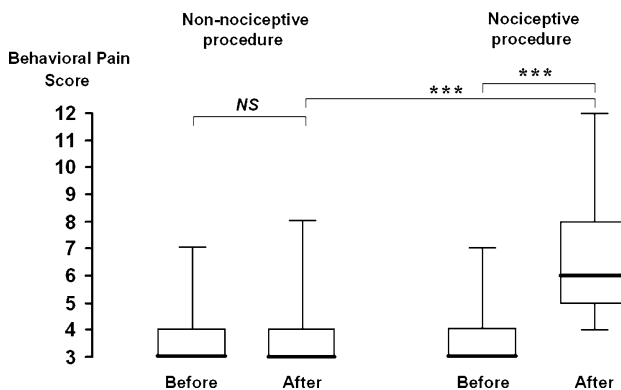 Non-nociceptive
procedure
Nociceptive
procedure
Behavioral Pain
Score
***
***
NS
12
11
10
9
8
7
6
5
4
3
Before
After
Before
After